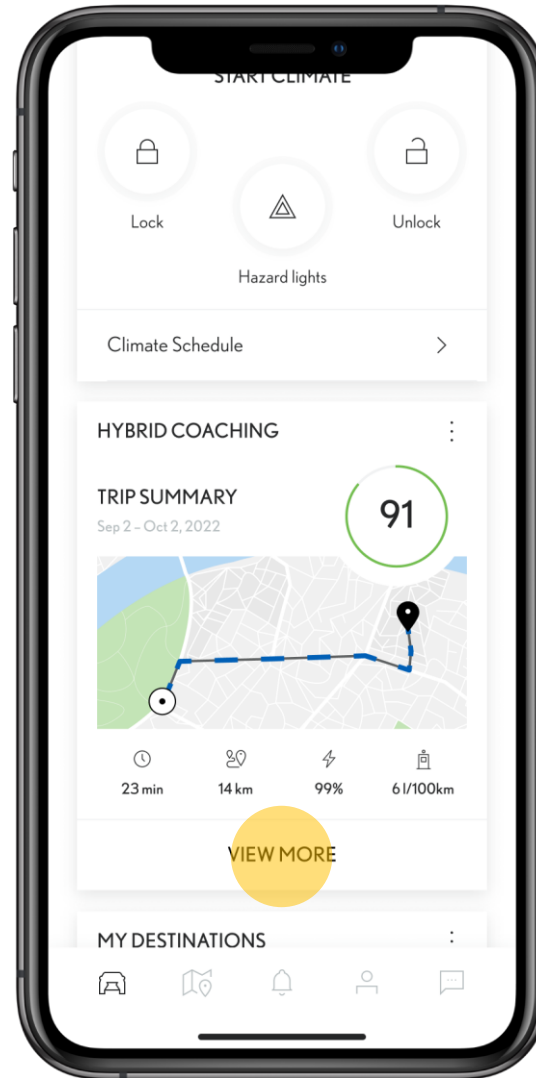 START CLIMATE
Lock
Unlock
Hazard lights
Climate Schedule
HYBRID COACHING
TRIP SUMMARY
91
Sep 2 – Oct 2, 2022
23 min 14 km 99% 6 l/100km
VIEW MORE
MY DESTINATIONS